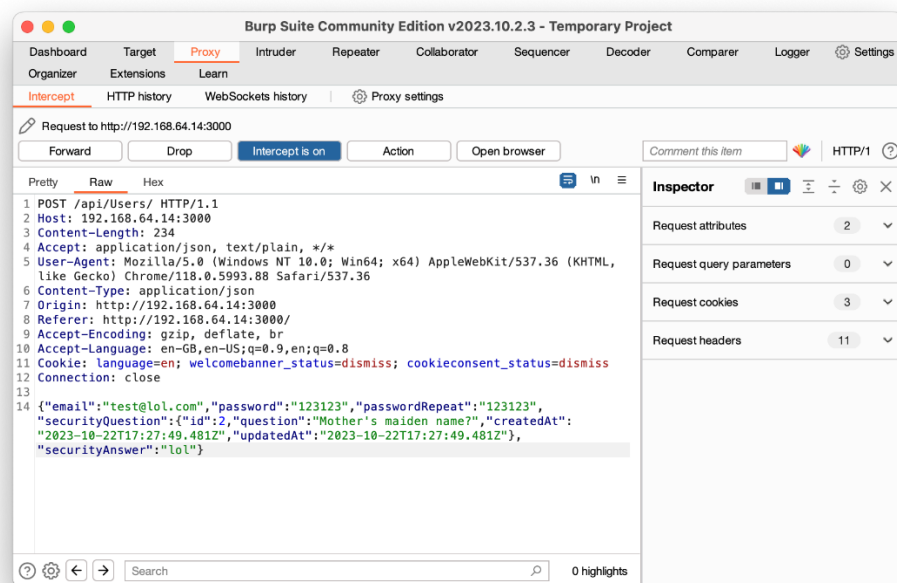 Burp Suite Community Edition v2023.10.2.3 - Temporary Project
Dashboard Target Proxy Intruder Repeater Collaborator Sequencer Decoder Comparer Logger Settings
Organizer Extensions Learn
Intercept HTTP history WebSockets history Proxy settings
Request to http://192.168.64.14:3000
Forward Drop Intercept is on Action Open browser Comment this item HTTP/1 ?
Pretty Raw Hex \n Inspector
1 POST /api/Users/ HTTP/1.1
2 Host: 192.168.64.14:3000
3 Content-Length: 234
4 Accept: application/json, text/plain, */*
5 User-Agent: Mozilla/5.0 (Windows NT 10.0; Win64; x64) AppleWebKit/537.36 (KHTML,
like Gecko) Chrome/118.0.5993.88 Safari/537.36
6 Content-Type: application/json
7 Origin: http://192.168.64.14:3000
8 Referer: http://192.168.64.14:3000/
9 Accept-Encoding: gzip, deflate, br
10 Accept-Language: en-GB,en-US;q=0.9,en;q=0.8
11 Cookie: language=en; welcomebanner_status=dismiss; cookieconsent_status=dismiss
12 Connection: close
13
14 {"email":"test@lol.com","password":"123123","passwordRepeat":"123123",
"securityQuestion":{"id":2,"question":"Mother's maiden name?","createdAt":
"2023-10-22T17:27:49.481Z","updatedAt":"2023-10-22T17:27:49.481Z"},
"securityAnswer":"lol"}
Request attributes 2
Request query parameters 0
Request cookies 3
Request headers 11
? Search 0 highlights